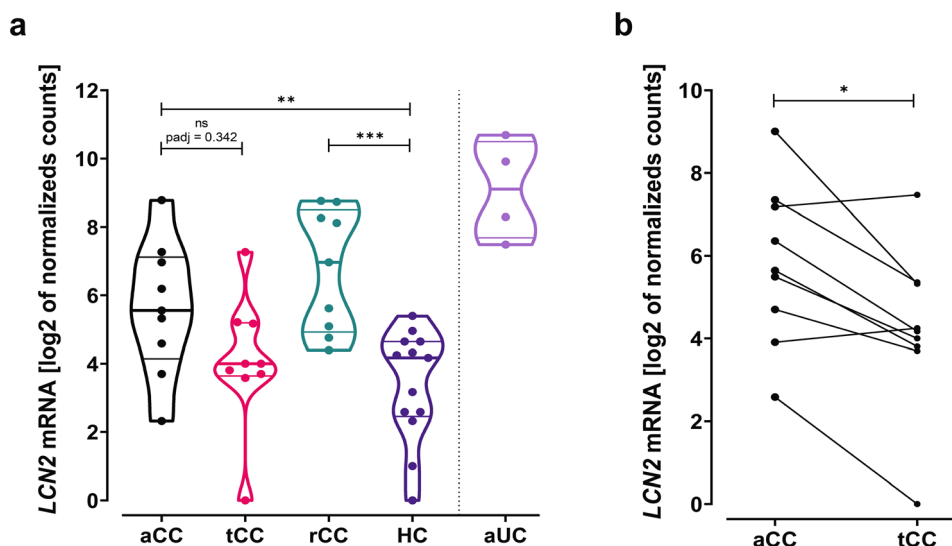 a
b
LCN2 mRNA [log2 of normalizeds counts]
12
10
8
6
4
2
0
**
ns
padj = 0.342
***
aCC
tCC
rCC
HC
aUC
LCN2 mRNA [log2 of normalizeds counts]
10
8
6
4
2
0
*
aCC
tCC